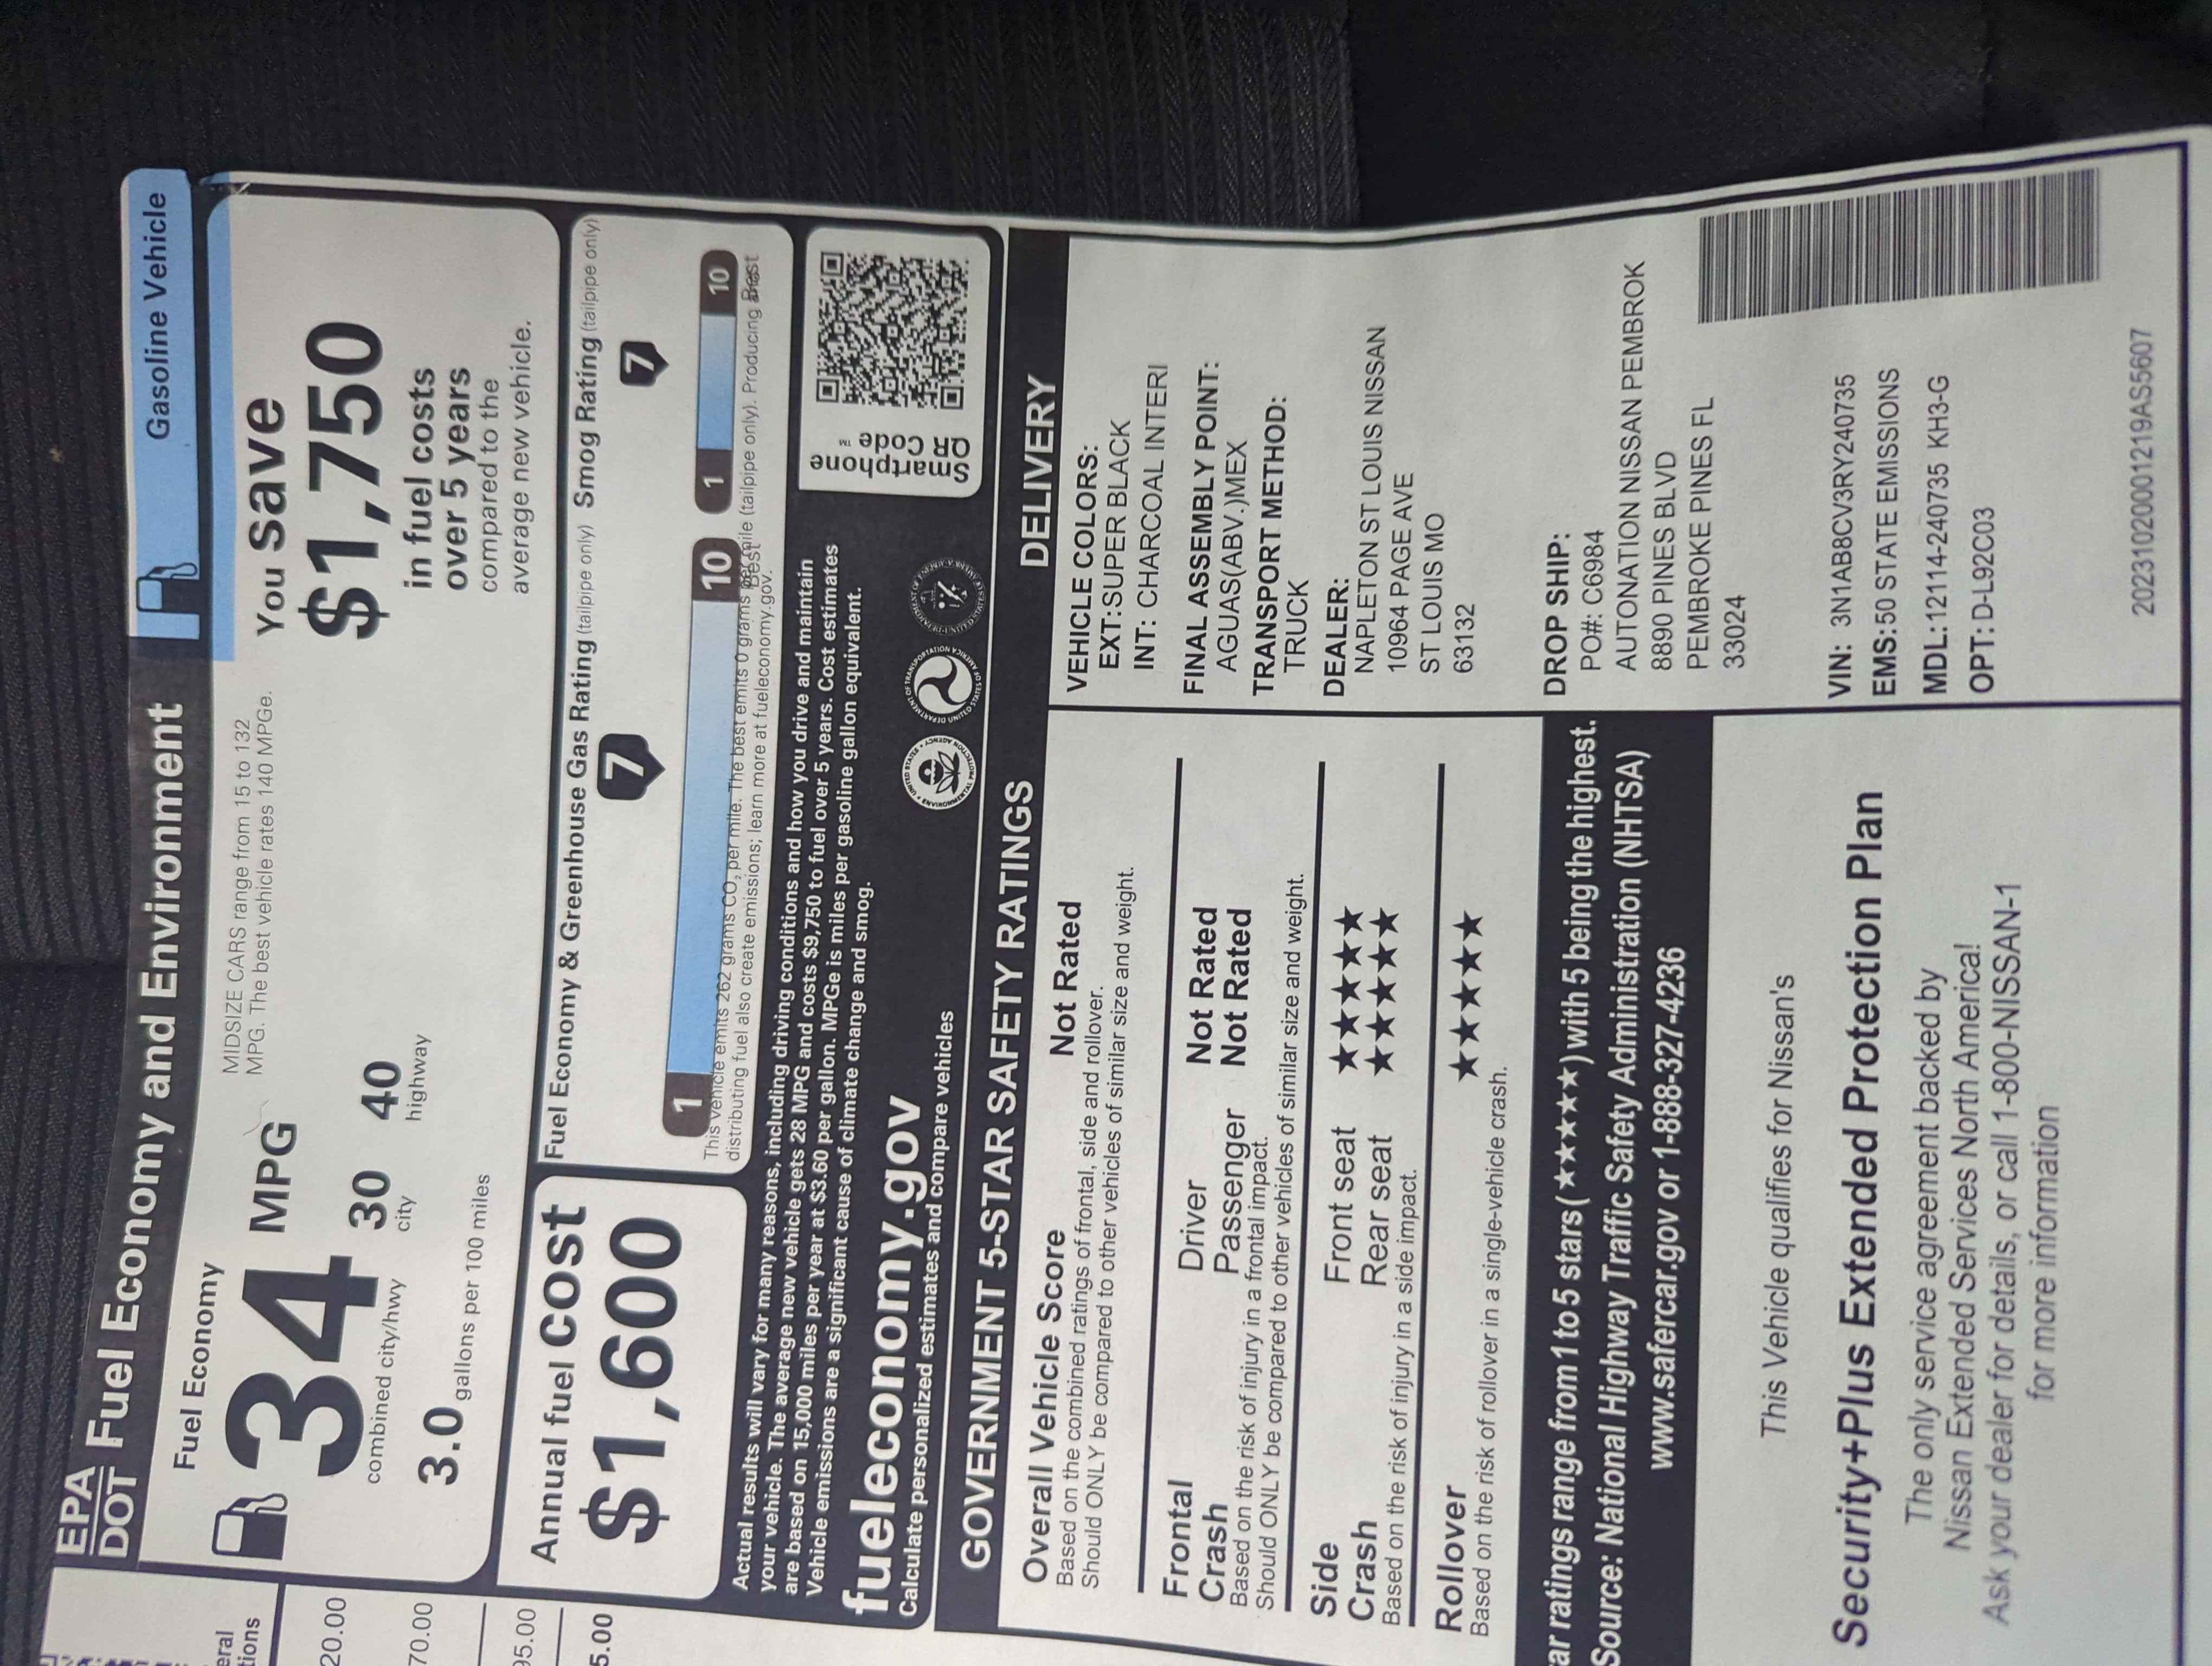 EPA
DOT
Fuel Economy and Environment
Gasoline Vehicle
Fuel Economy
34
MPG
combined city/hwy
30
city
40
highway
3.0 gallons per 100 miles
MIDSIZE CARS range from 15 to 132
MPG. The best vehicle rates 140 MPGe.
You save
$1,750
in fuel costs
over 5 years
compared to the
average new vehicle.
Annual fuel cost
$1,600
Fuel Economy & Greenhouse Gas Rating (tailpipe only)
7
1
10
Best
Smog Rating (tailpipe only)
7
1
10
Best
This vehicle emits 262 grams CO2 per mile. The best emits 0 grams per mile (tailpipe only). Producing and
distributing fuel also create emissions; learn more at fueleconomy.gov.
Actual results will vary for many reasons, including driving conditions and how you drive and maintain
your vehicle. The average new vehicle gets 28 MPG and costs $9,750 to fuel over 5 years. Cost estimates
are based on 15,000 miles per year at $3.60 per gallon. MPGe is miles per gasoline gallon equivalent.
Vehicle emissions are a significant cause of climate change and smog.
fueleconomy.gov
Calculate personalized estimates and compare vehicles
Smartphone
QR Code™
GOVERNMENT 5-STAR SAFETY RATINGS
Overall Vehicle Score
Not Rated
Based on the combined ratings of frontal, side and rollover.
Should ONLY be compared to other vehicles of similar size and weight.
Frontal
Crash
Driver
Not Rated
Passenger
Not Rated
Based on the risk of injury in a frontal impact.
Should ONLY be compared to other vehicles of similar size and weight.
Side
Crash
Front seat
★★★★★
Rear seat
★★★★★
Based on the risk of injury in a side impact.
Rollover
★★★★★
Based on the risk of rollover in a single-vehicle crash.
ar ratings range from 1 to 5 stars (★★★★★) with 5 being the highest.
Source: National Highway Traffic Safety Administration (NHTSA)
www.safercar.gov or 1-888-327-4236
This Vehicle qualifies for Nissan's
Security+Plus Extended Protection Plan
The only service agreement backed by
Nissan Extended Services North America!
Ask your dealer for details, or call 1-800-NISSAN-1
for more information
DELIVERY
VEHICLE COLORS:
EXT:SUPER BLACK
INT: CHARCOAL INTERI
FINAL ASSEMBLY POINT:
AGUAS(ABV.)MEX
TRANSPORT METHOD:
TRUCK
DEALER:
NAPLETON ST LOUIS NISSAN
10964 PAGE AVE
ST LOUIS MO
63132
DROP SHIP:
PO#: C6984
AUTONATION NISSAN PEMBROK
8890 PINES BLVD
PEMBROKE PINES FL
33024
VIN: 3N1AB8CV3RY240735
EMS:50 STATE EMISSIONS
MDL:12114-240735 KH3-G
OPT: D-L92C03
20231020001219AS5607
eral
tions
20.00
70.00
95.00
5.00